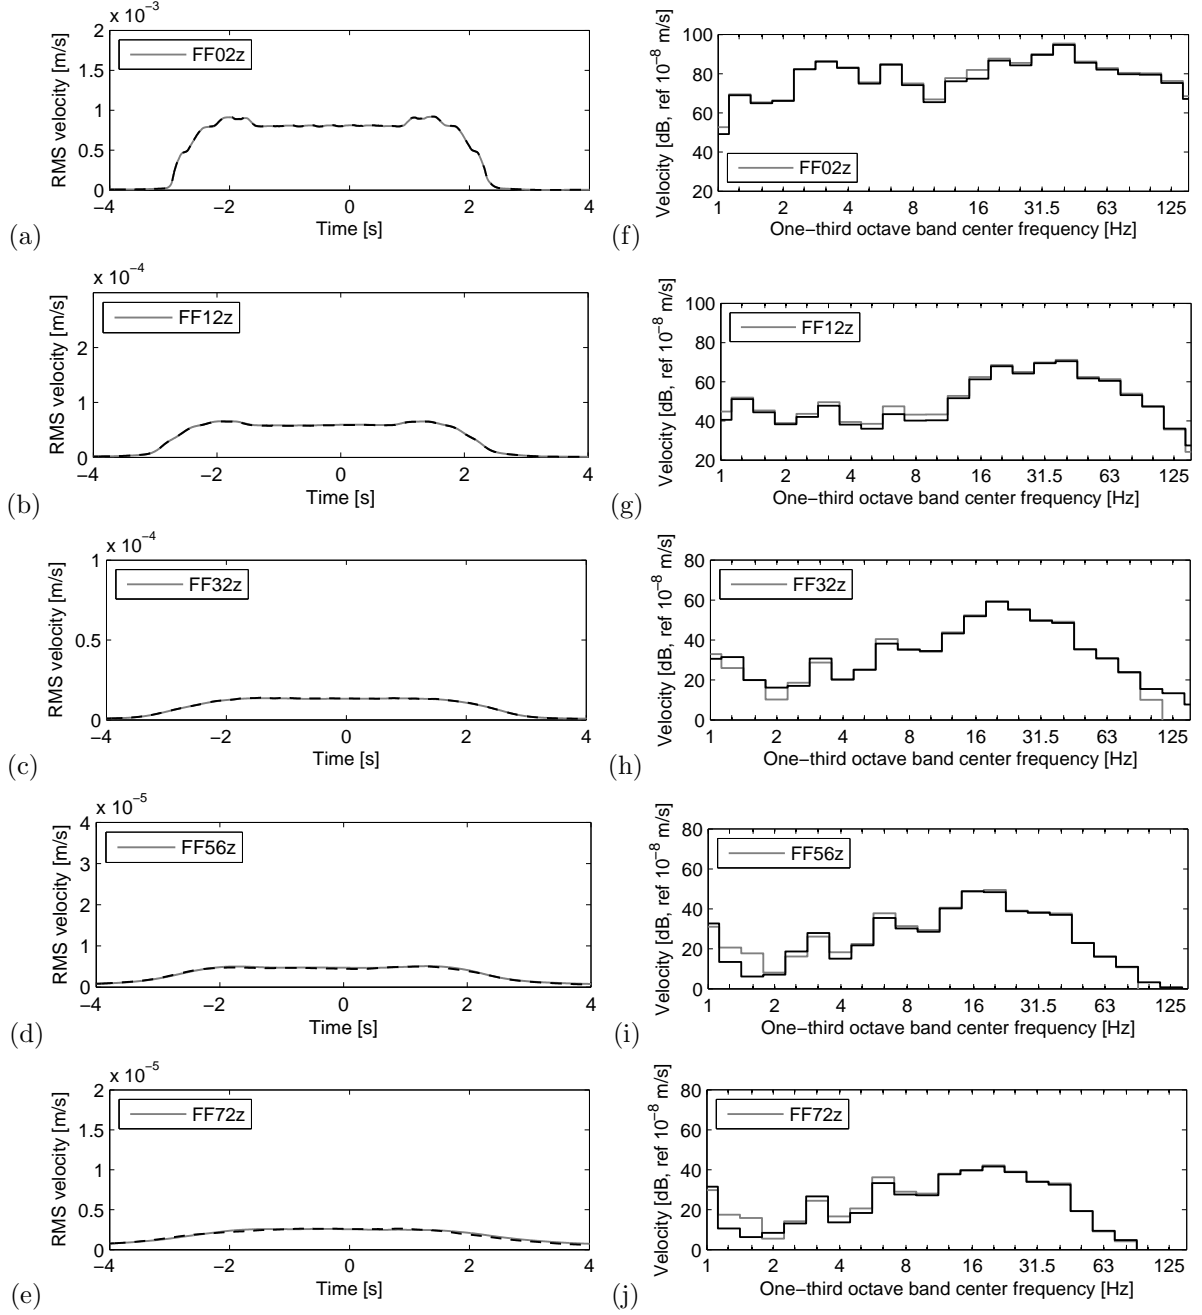 x 10−3
2
1.5
1
0.5
0
RMS velocity [m/s]
FF02z
−4 −2 0 2 4
Time [s]
(a)
100
80
60
40
20
Velocity [dB, ref 10−8 m/s]
FF02z
1 2 4 8 16 31.5 63 125
One−third octave band center frequency [Hz]
(f)
x 10−4
2
1
0
RMS velocity [m/s]
FF12z
−4 −2 0 2 4
Time [s]
(b)
100
80
60
40
20
Velocity [dB, ref 10−8 m/s]
FF12z
1 2 4 8 16 31.5 63 125
One−third octave band center frequency [Hz]
(g)
x 10−4
1
0.5
0
RMS velocity [m/s]
FF32z
−4 −2 0 2 4
Time [s]
(c)
80
60
40
20
0
Velocity [dB, ref 10−8 m/s]
FF32z
1 2 4 8 16 31.5 63 125
One−third octave band center frequency [Hz]
(h)
x 10−5
4
3
2
1
0
RMS velocity [m/s]
FF56z
−4 −2 0 2 4
Time [s]
(d)
80
60
40
20
0
Velocity [dB, ref 10−8 m/s]
FF56z
1 2 4 8 16 31.5 63 125
One−third octave band center frequency [Hz]
(i)
x 10−5
2
1.5
1
0.5
0
RMS velocity [m/s]
FF72z
−4 −2 0 2 4
Time [s]
(e)
80
60
40
20
0
Velocity [dB, ref 10−8 m/s]
FF72z
1 2 4 8 16 31.5 63 125
One−third octave band center frequency [Hz]
(j)